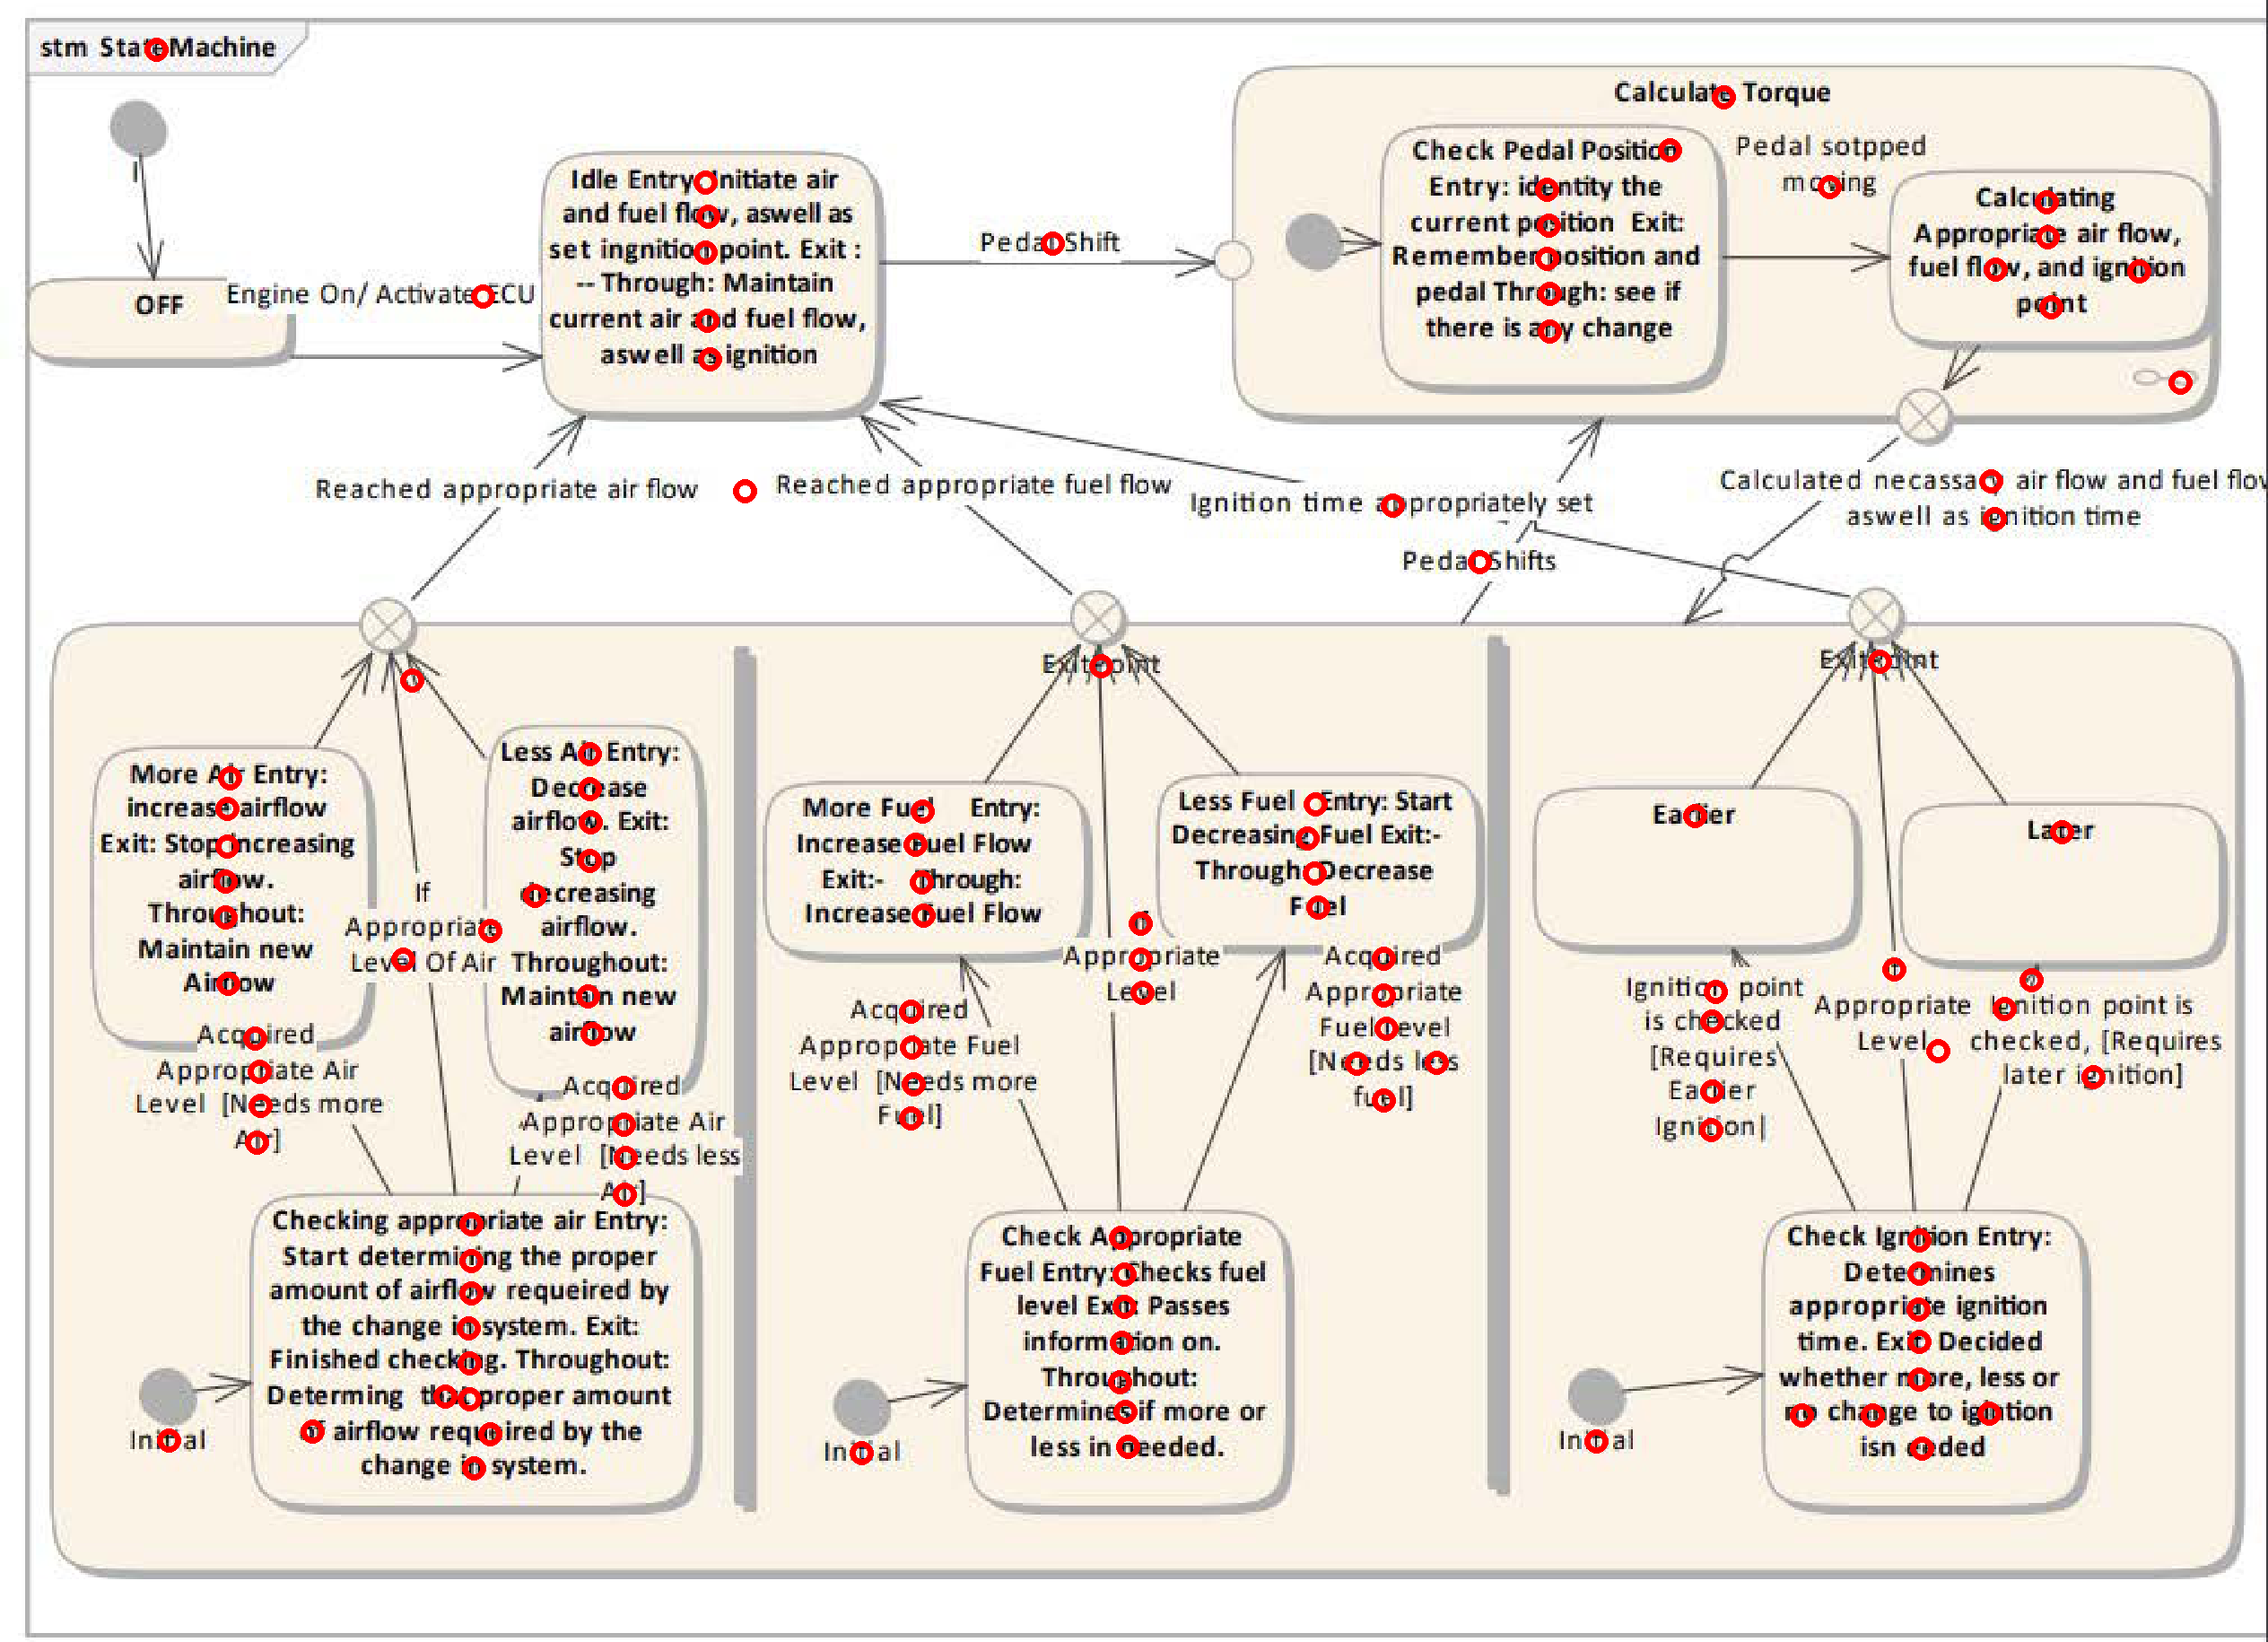 stm StateMachine
Calculate Torque
I
OFF
Engine On/ Activate ECU
Idle Entry: Initiate air
and fuel flow, aswell as
set ingnition point. Exit :
-- Through: Maintain
current air and fuel flow,
aswell as ignition
Pedal Shift
Check Pedal Position
Entry: identity the
current position Exit:
Remember position and
pedal Through: see if
there is any change
Pedal sotpped
moving
Calculating
Appropriate air flow,
fuel flow, and ignition
point
Reached appropriate air flow
Reached appropriate fuel flow
Ignition time appropriately set
Calculated necassary air flow and fuel flow
aswell as ignition time
Pedal Shifts
ExitPoint
ExitPoint
More Air Entry:
increase airflow
Exit: Stop increasing
airflow.
Throughout:
Maintain new
Airflow
If
Appropriate
Level Of Air
Less Air Entry:
Decrease
airflow. Exit:
Stop
decreasing
airflow.
Throughout:
Maintain new
airflow
Acquired
Appropriate Air
Level [Needs more
Air]
Acquired
Appropriate Air
Level [Needs less
Air]
Checking appropriate air Entry:
Start determining the proper
amount of airflow requeired by
the change in system. Exit:
Finished checking. Throughout:
Determing that proper amount
of airflow requeired by the
change in system.
Initial
More Fuel Entry:
Increase Fuel Flow
Exit:- Through:
Increase Fuel Flow
Less Fuel Entry: Start
Decreasing Fuel Exit:-
Through: Decrease
Fuel
If
Appropriate
Level
Acquired
Appropriate Fuel
Level [Needs more
Fuel]
Acquired
Appropriate
Fuel Level
[Needs less
fuel]
Check Appropriate
Fuel Entry: Checks fuel
level Exit: Passes
information on.
Throughout:
Determines if more or
less in needed.
Initial
Earlier
Later
Ignition point
is checked
[Requires
Earlier
Ignition]
If
Appropriate
Level
Ignition point is
checked, [Requires
later ignition]
Check Ignition Entry:
Determines
appropriate ignition
time. Exit: Decided
whether more, less or
no change to ignition
isn eeded
Initial